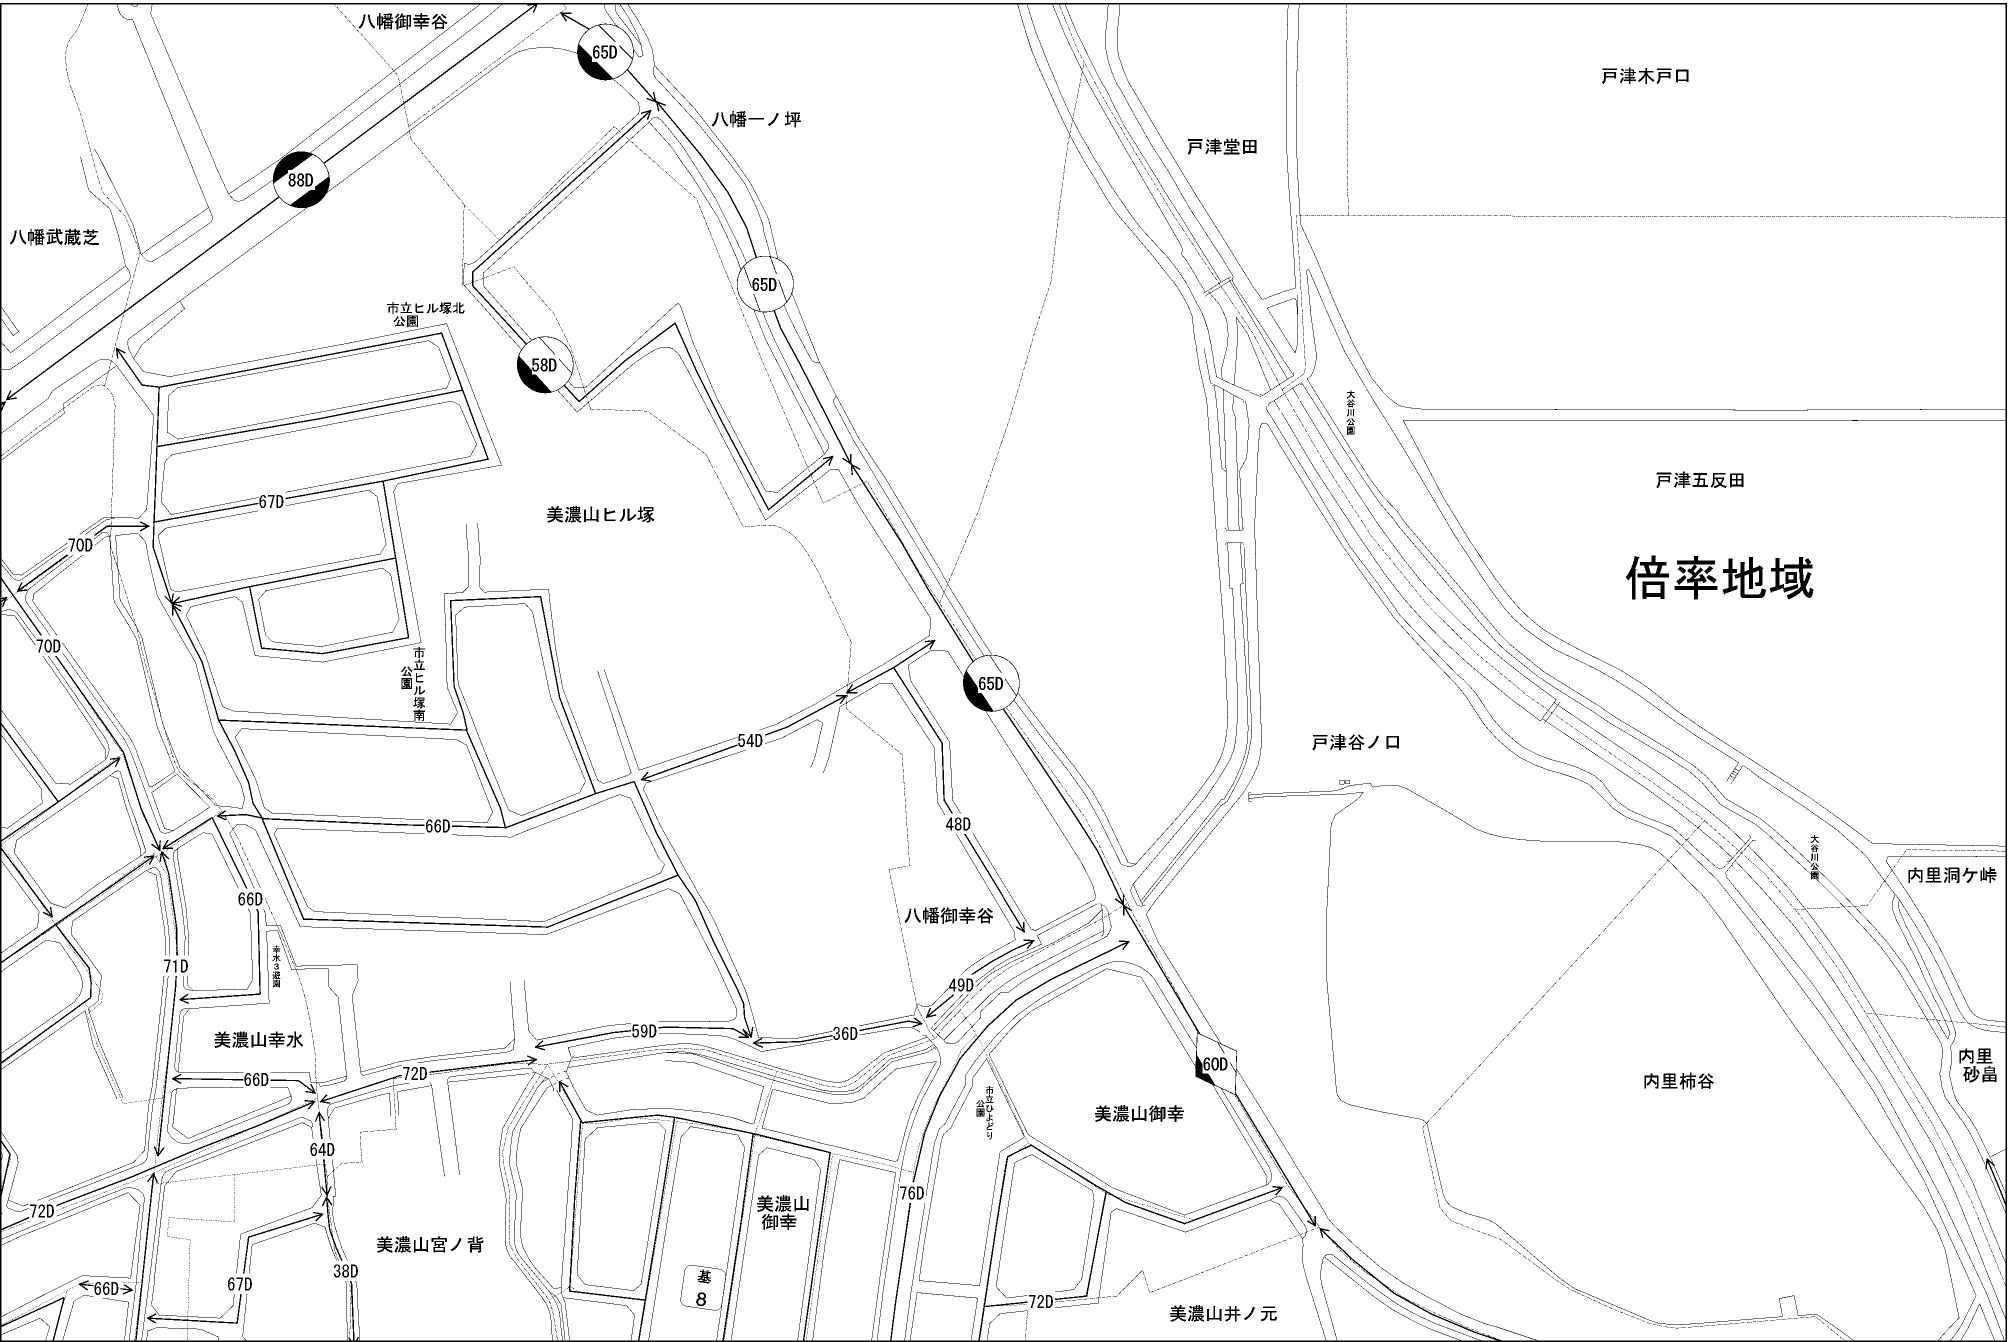 八幡御幸谷
65D
戸津木戸口
八幡一ノ坪
戸津堂田
88D
八幡武蔵芝
65D
市立ヒル塚北
公園
58D
大谷川公園
戸津五反田
67D
美濃山ヒル塚
70D
倍率地域
70D
市立ヒル塚南
公園
65D
54D
戸津谷ノ口
66D
48D
大谷川公園
内里洞ケ峠
66D
八幡御幸谷
幸水3遊園
71D
49D
美濃山幸水
59D
36D
内里
砂畠
60D
72D
66D
内里柿谷
市立ひよどり
公園
美濃山御幸
64D
76D
72D
美濃山
御幸
美濃山宮ノ背
38D
67D
66D
基
8
72D
美濃山井ノ元